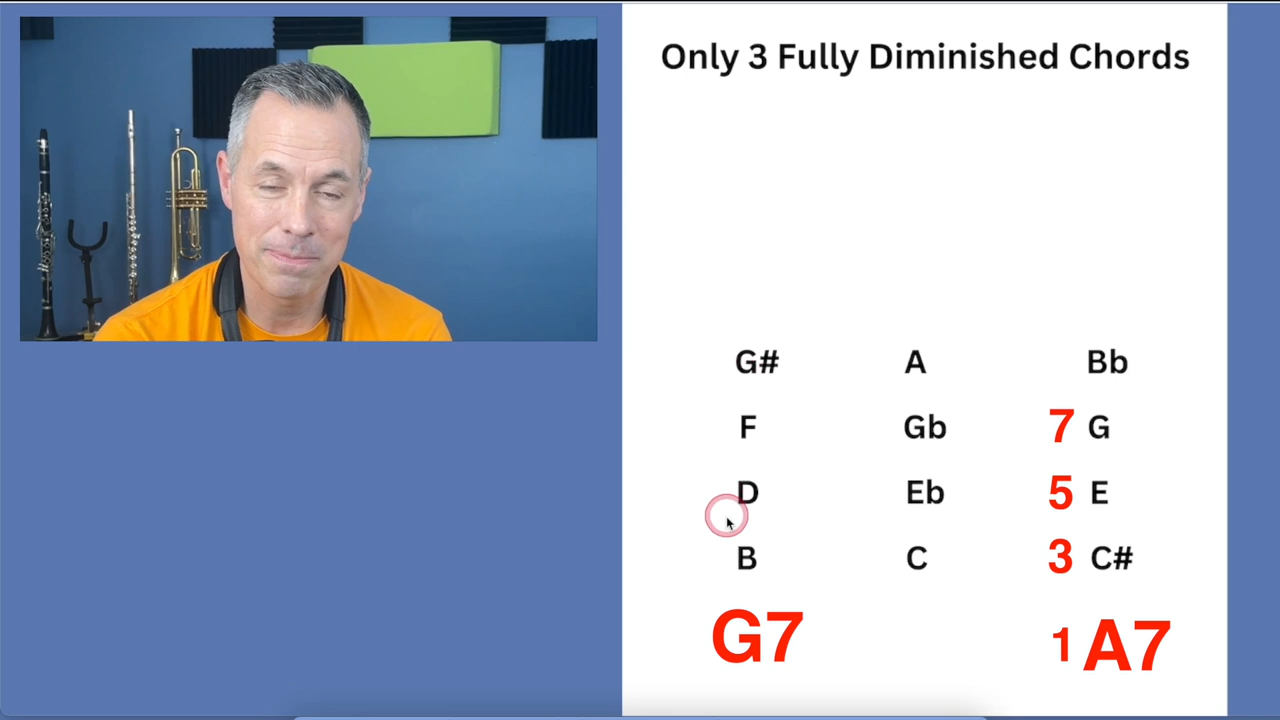 Only 3 Fully Diminished Chords
G# A Bb
F Gb 7 G
D Eb 5 E
B C 3 C#
G7 1 A7